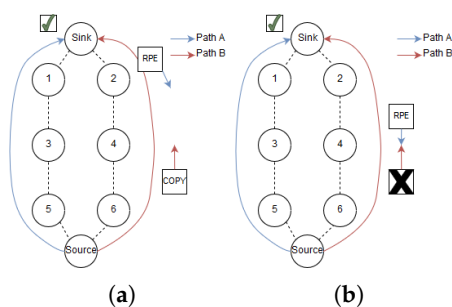 Sink
Path A
Path B
RPE
1
2
3
4
COPY
5
6
Source
(a)
Sink
Path A
Path B
1
2
RPE
3
4
X
5
6
Source
(b)